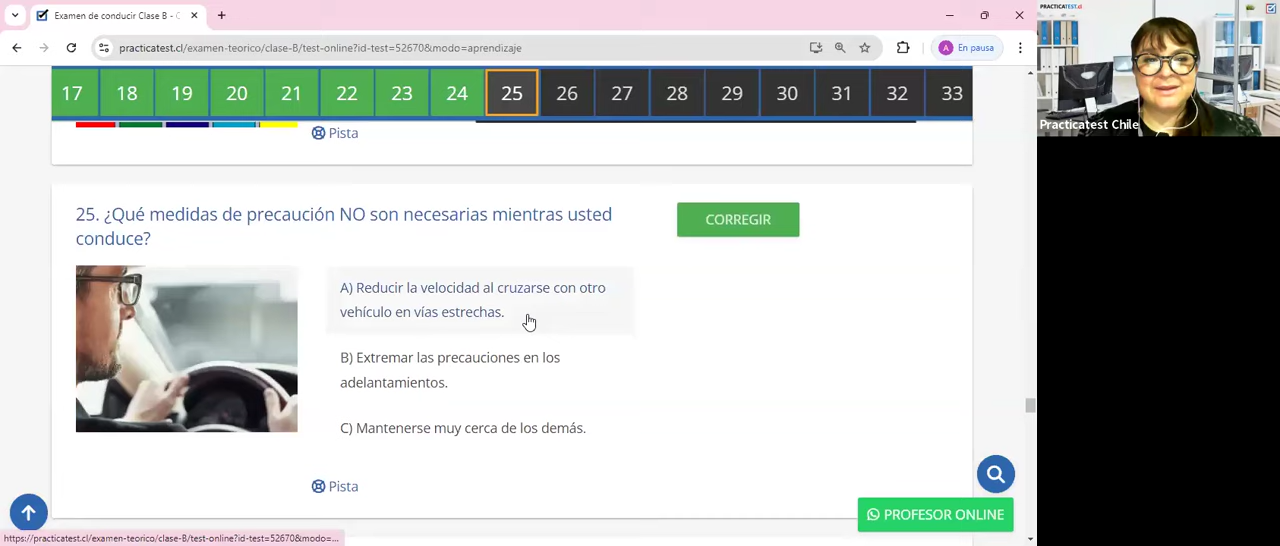 Examen de conducir Clase B - C
practicatest.cl/examen-teorico/clase-B/test-online?id-test=52670&modo=aprendizaje
A En pausa
PRACTICATEST.cl
Practicatest Chile
17 18 19 20 21 22 23 24 25 26 27 28 29 30 31 32 33
Pista
25. ¿Qué medidas de precaución NO son necesarias mientras usted
conduce?
CORREGIR
A) Reducir la velocidad al cruzarse con otro
vehículo en vías estrechas.
B) Extremar las precauciones en los
adelantamientos.
C) Mantenerse muy cerca de los demás.
Pista
PROFESOR ONLINE
https://practicatest.cl/examen-teorico/clase-B/test-online?id-test=52670&modo=...